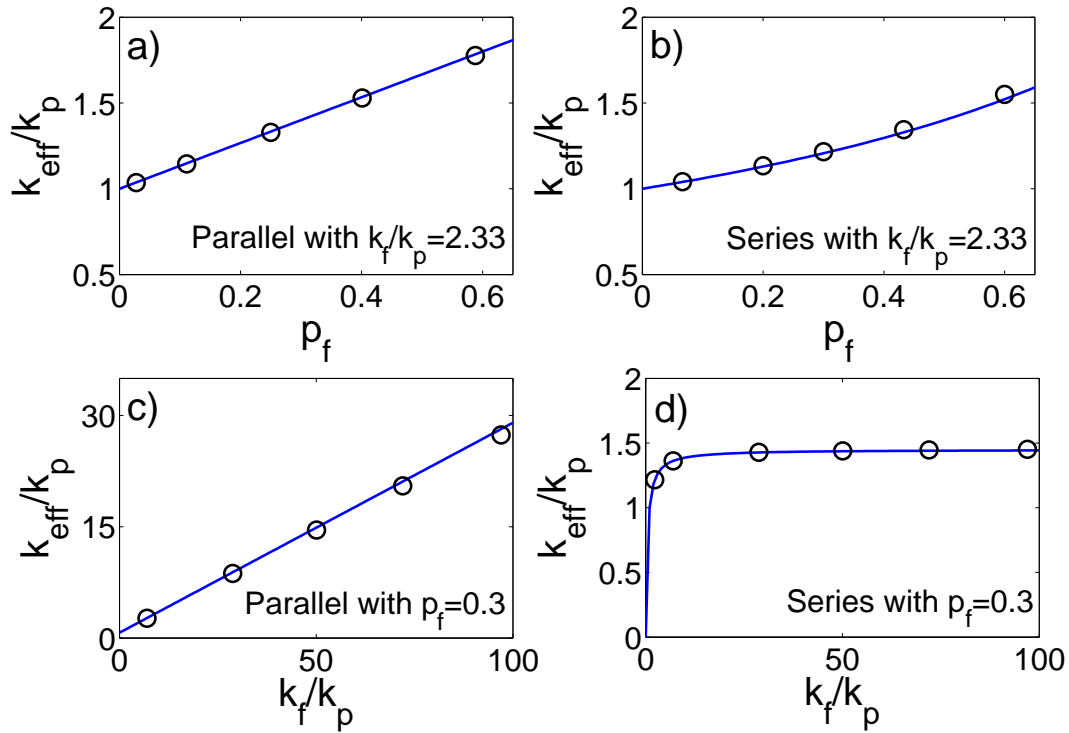 a)
2
1.5
1
0.5
k_eff/k_p
Parallel with k_f/k_p=2.33
0 0.2 0.4 0.6
p_f
b)
2
1.5
1
0.5
k_eff/k_p
Series with k_f/k_p=2.33
0 0.2 0.4 0.6
p_f
c)
30
15
0
k_eff/k_p
Parallel with p_f=0.3
0 50 100
k_f/k_p
d)
2
1.5
1
0.5
0
k_eff/k_p
Series with p_f=0.3
0 50 100
k_f/k_p